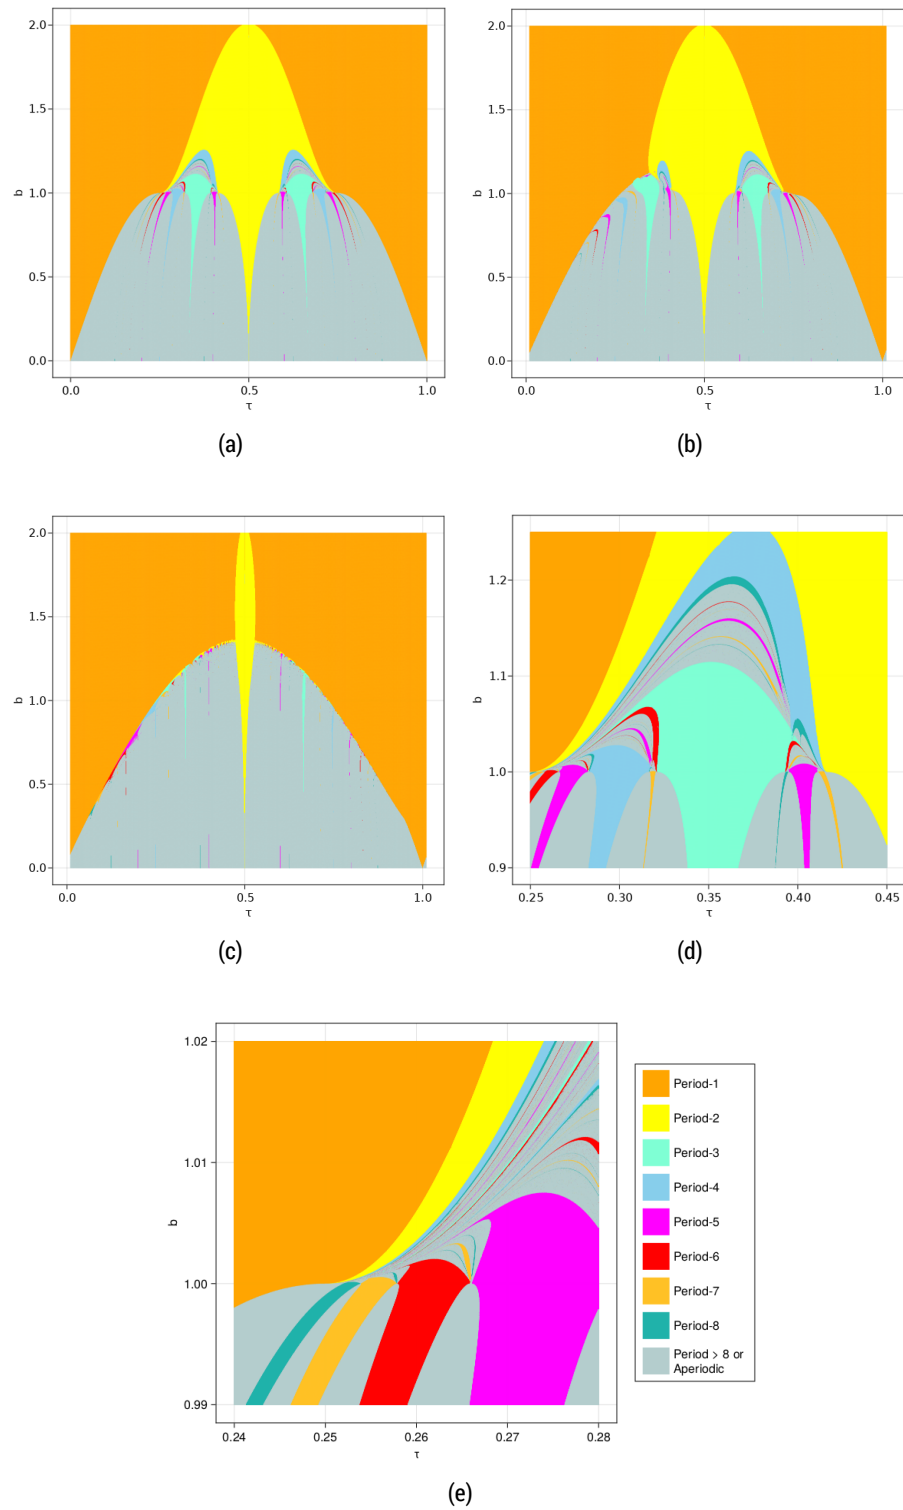 2.0
1.5
1.0
0.5
0.0
b
0.0 0.5 1.0
τ
(a)
2.0
1.5
1.0
0.5
0.0
b
0.0 0.5 1.0
τ
(b)
2.0
1.5
1.0
0.5
0.0
b
0.0 0.5 1.0
τ
(c)
1.2
1.1
1.0
0.9
b
0.25 0.30 0.35 0.40 0.45
τ
(d)
1.02
1.01
1.00
0.99
b
0.24 0.25 0.26 0.27 0.28
τ
Period-1
Period-2
Period-3
Period-4
Period-5
Period-6
Period-7
Period-8
Period > 8 or
Aperiodic
(e)